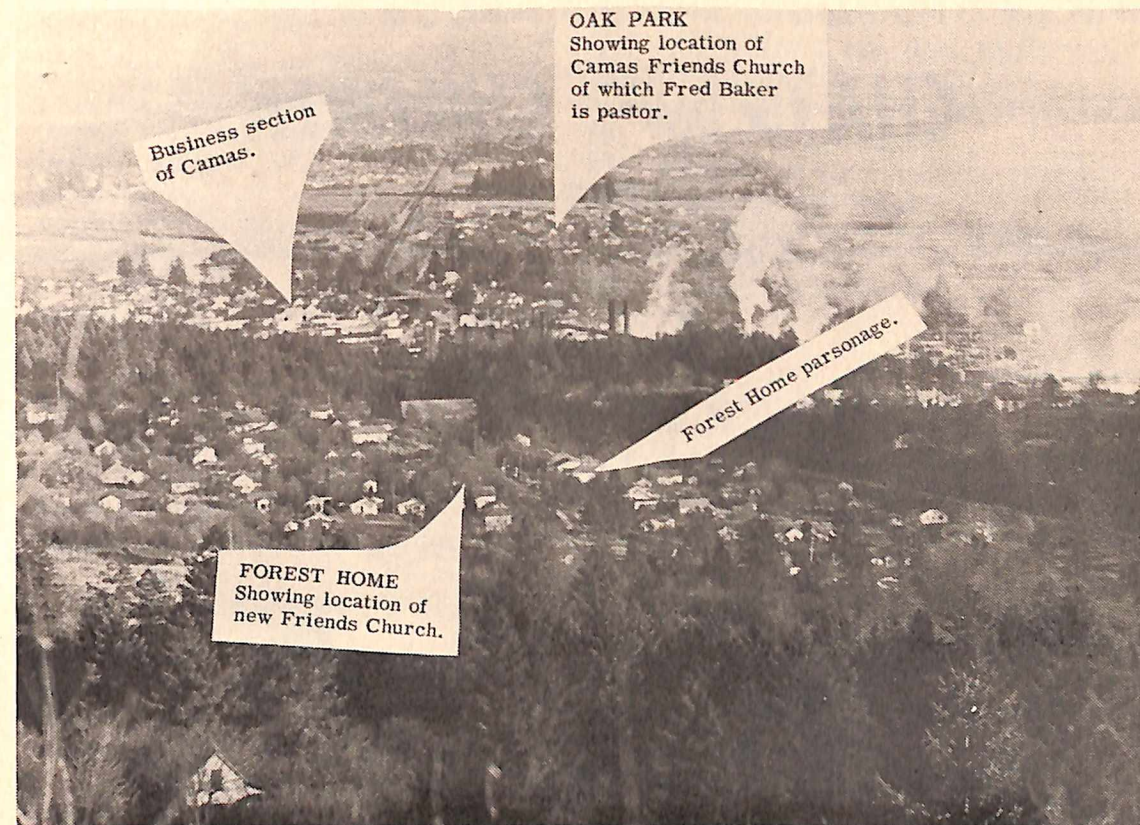 OAK PARK
Showing location of
Camas Friends Church
of which Fred Baker
is pastor.
Business section
of Camas.
Forest Home parsonage.
FOREST HOME
Showing location of
new Friends Church.